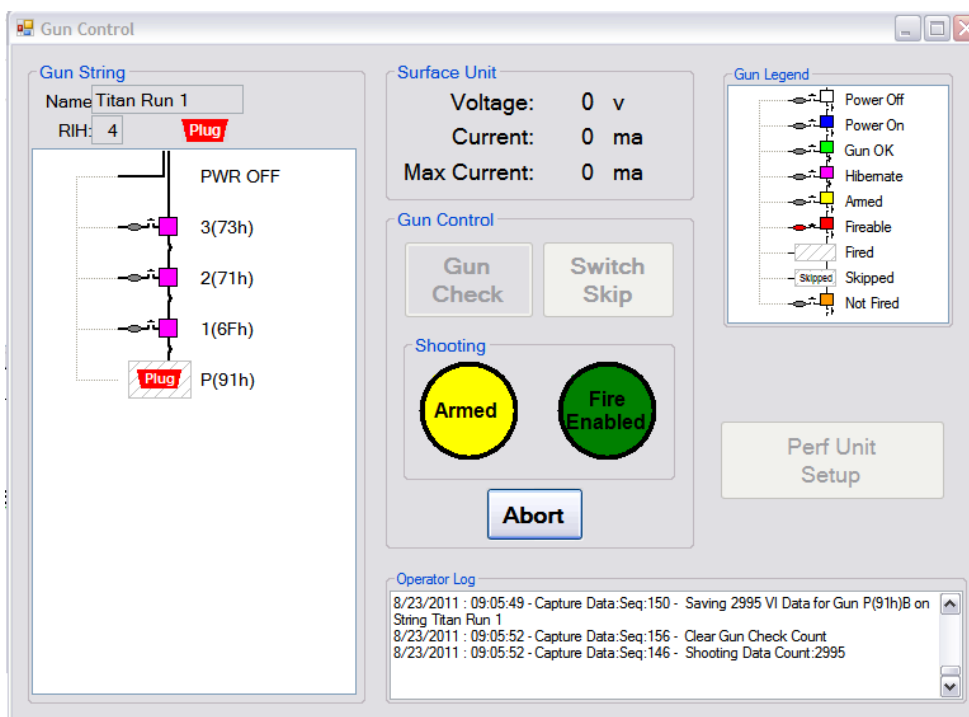 Gun Control
Gun String
Name Titan Run 1
RIH: 4 Plug
PWR OFF
3(73h)
2(71h)
1(6Fh)
Plug P(91h)
Surface Unit
Voltage: 0 v
Current: 0 ma
Max Current: 0 ma
Gun Control
Gun
Check
Switch
Skip
Shooting
Armed
Fire
Enabled
Abort
Gun Legend
Power Off
Power On
Gun OK
Hibernate
Armed
Fireable
Fired
Skipped Skipped
Not Fired
Perf Unit
Setup
Operator Log
8/23/2011 : 09:05:49 - Capture Data:Seq:150 - Saving 2995 VI Data for Gun P(91h)B on
String Titan Run 1
8/23/2011 : 09:05:52 - Capture Data:Seq:156 - Clear Gun Check Count
8/23/2011 : 09:05:52 - Capture Data:Seq:146 - Shooting Data Count:2995